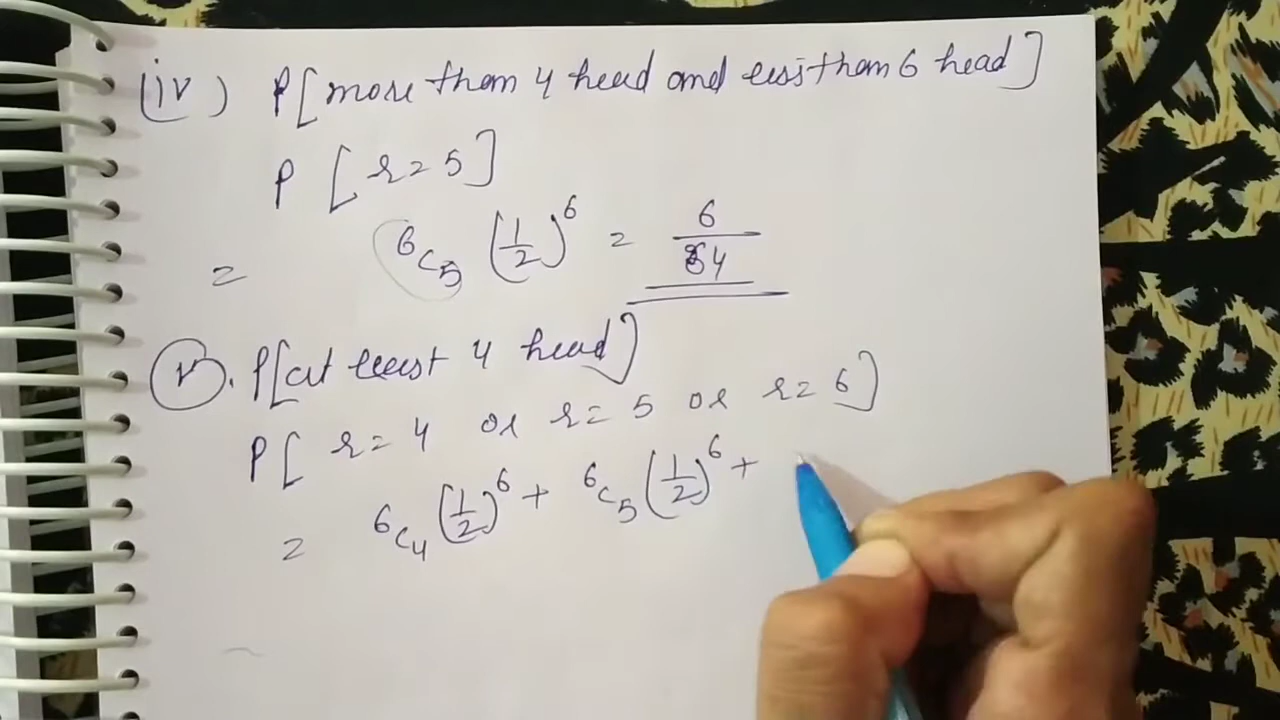 (iv) P[more than 4 head and less than 6 head]
P [r = 5]
= ⁶C₅ (1/2)⁶ = 6/64
(v). P[at least 4 head]
P[ r = 4 or r = 5 or r = 6]
= ⁶C₄ (1/2)⁶ + ⁶C₅ (1/2)⁶ +